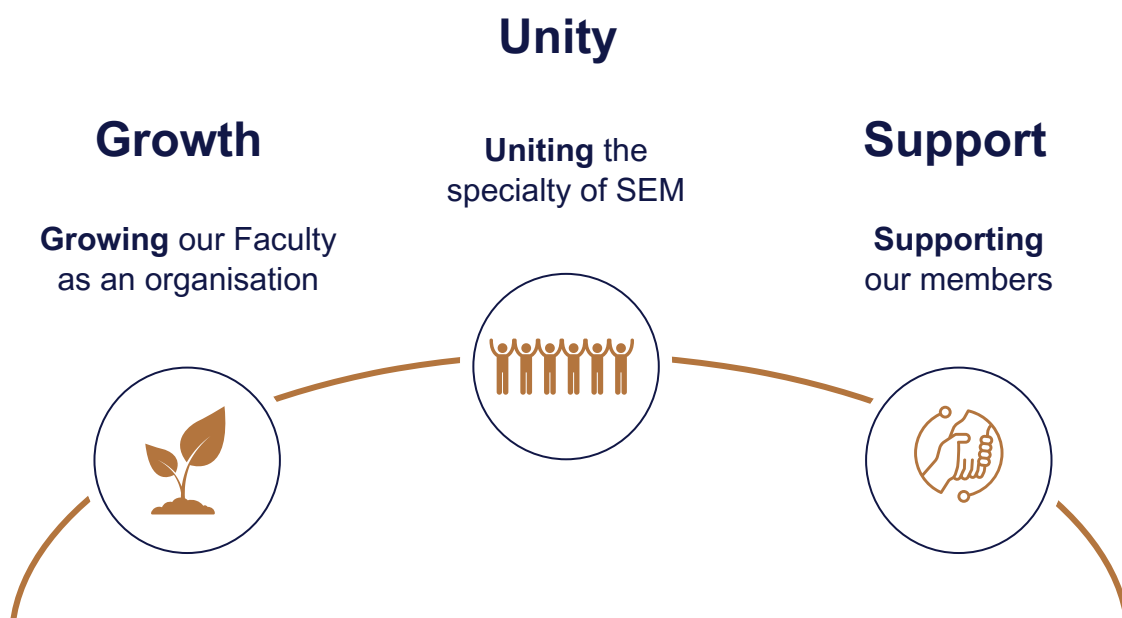 Unity
Growth
Uniting the
specialty of SEM
Support
Growing our Faculty
as an organisation
Supporting
our members